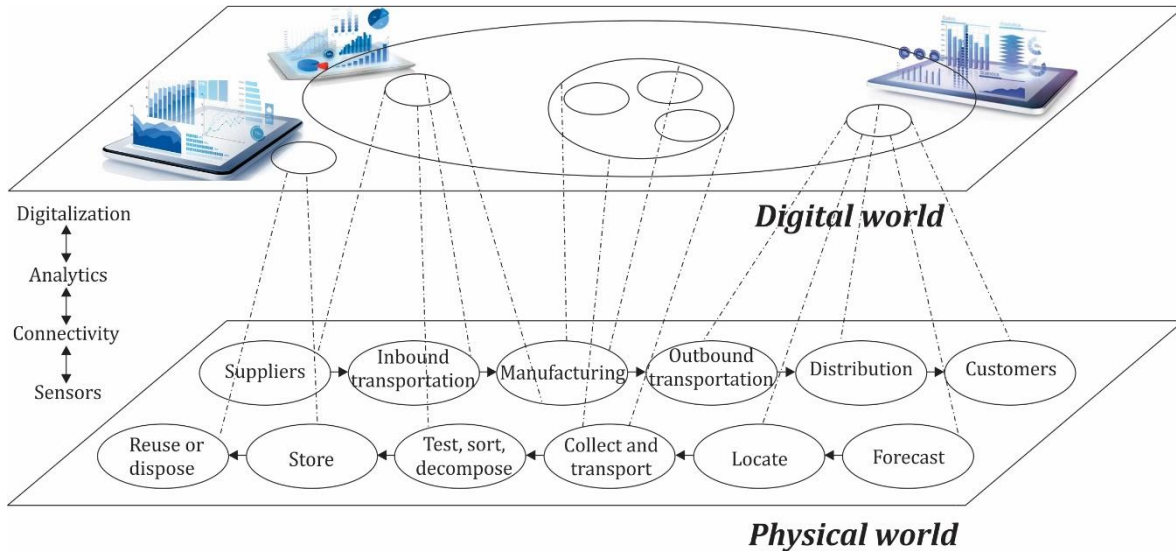 Digital world
Digitalization
Analytics
Connectivity
Sensors
Suppliers
Inbound
transportation
Manufacturing
Outbound
transportation
Distribution
Customers
Reuse or
dispose
Store
Test, sort,
decompose
Collect and
transport
Locate
Forecast
Physical world